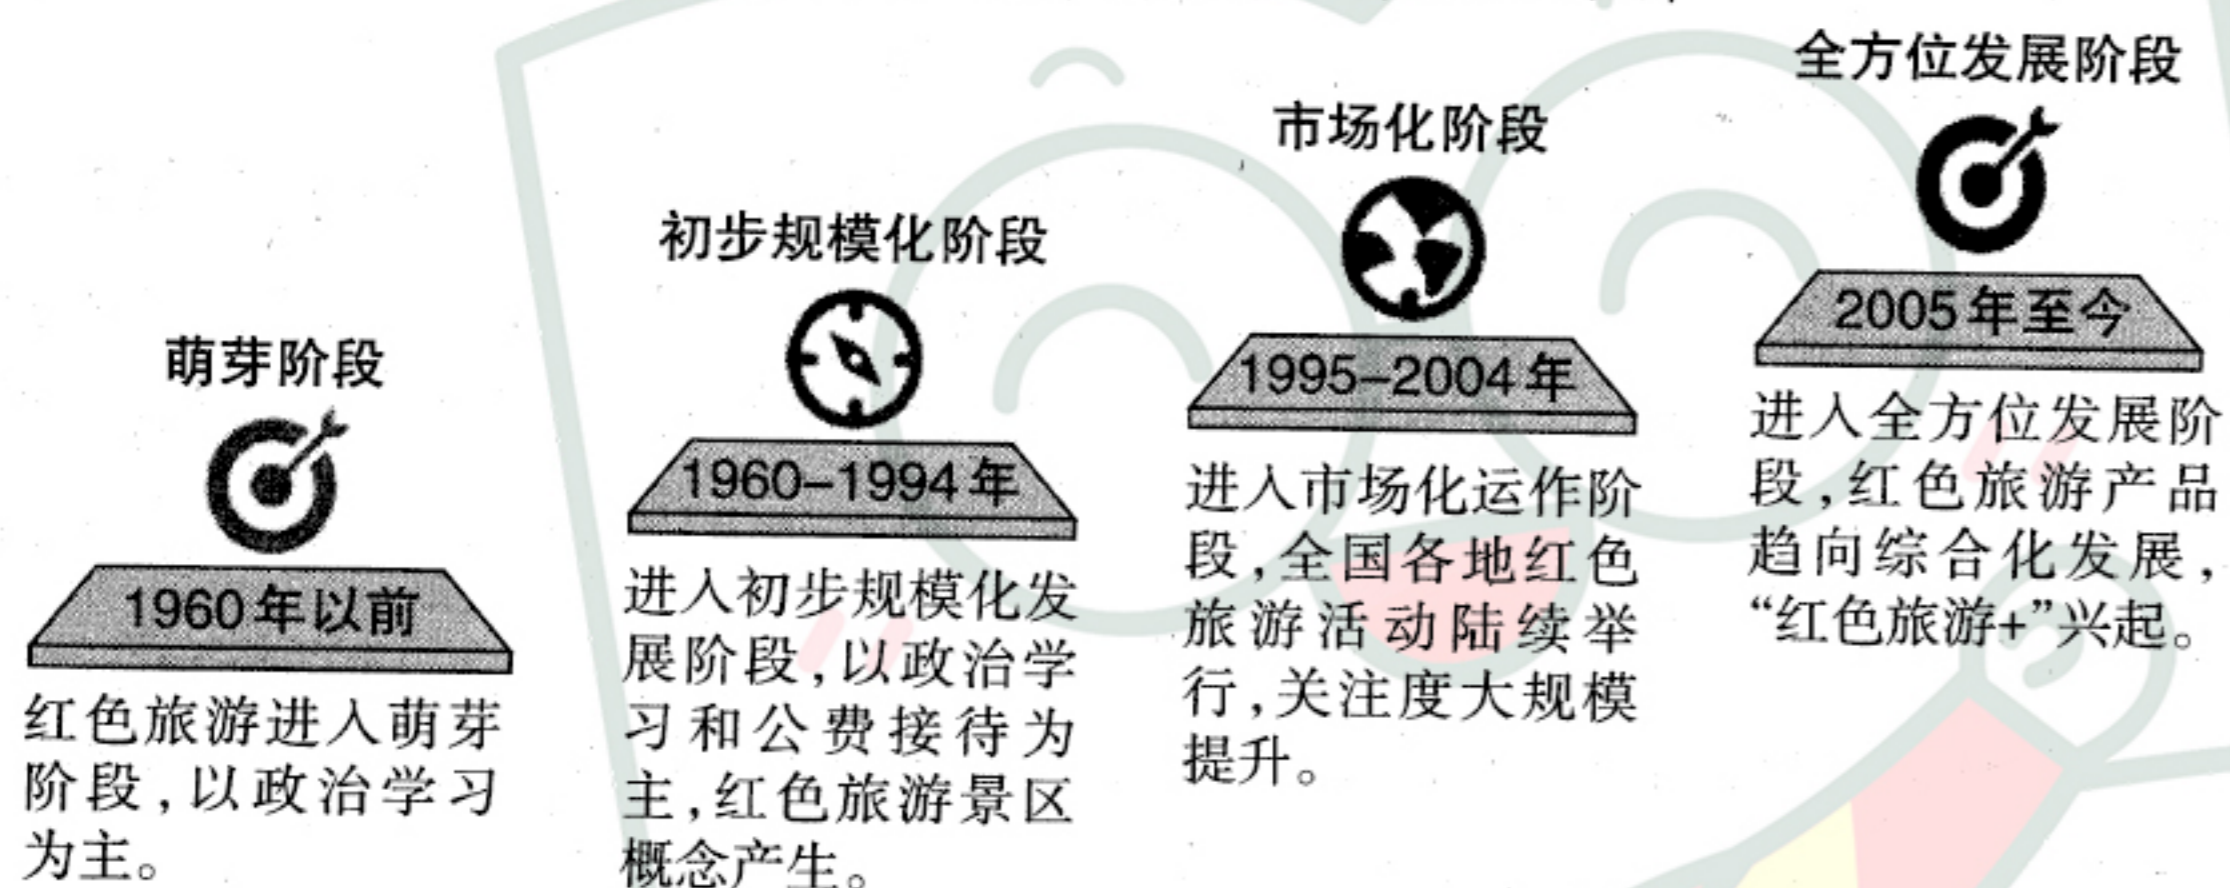 萌芽阶段
1960年以前
红色旅游进入萌芽
阶段,以政治学习
为主。
初步规模化阶段
1960–1994年
进入初步规模化发
展阶段,以政治学
习和公费接待为
主,红色旅游景区
概念产生。
市场化阶段
1995–2004年
进入市场化运作阶
段,全国各地红色
旅游活动陆续举
行,关注度大规模
提升。
全方位发展阶段
2005年至今
进入全方位发展阶
段,红色旅游产品
趋向综合化发展,
“红色旅游+”兴起。